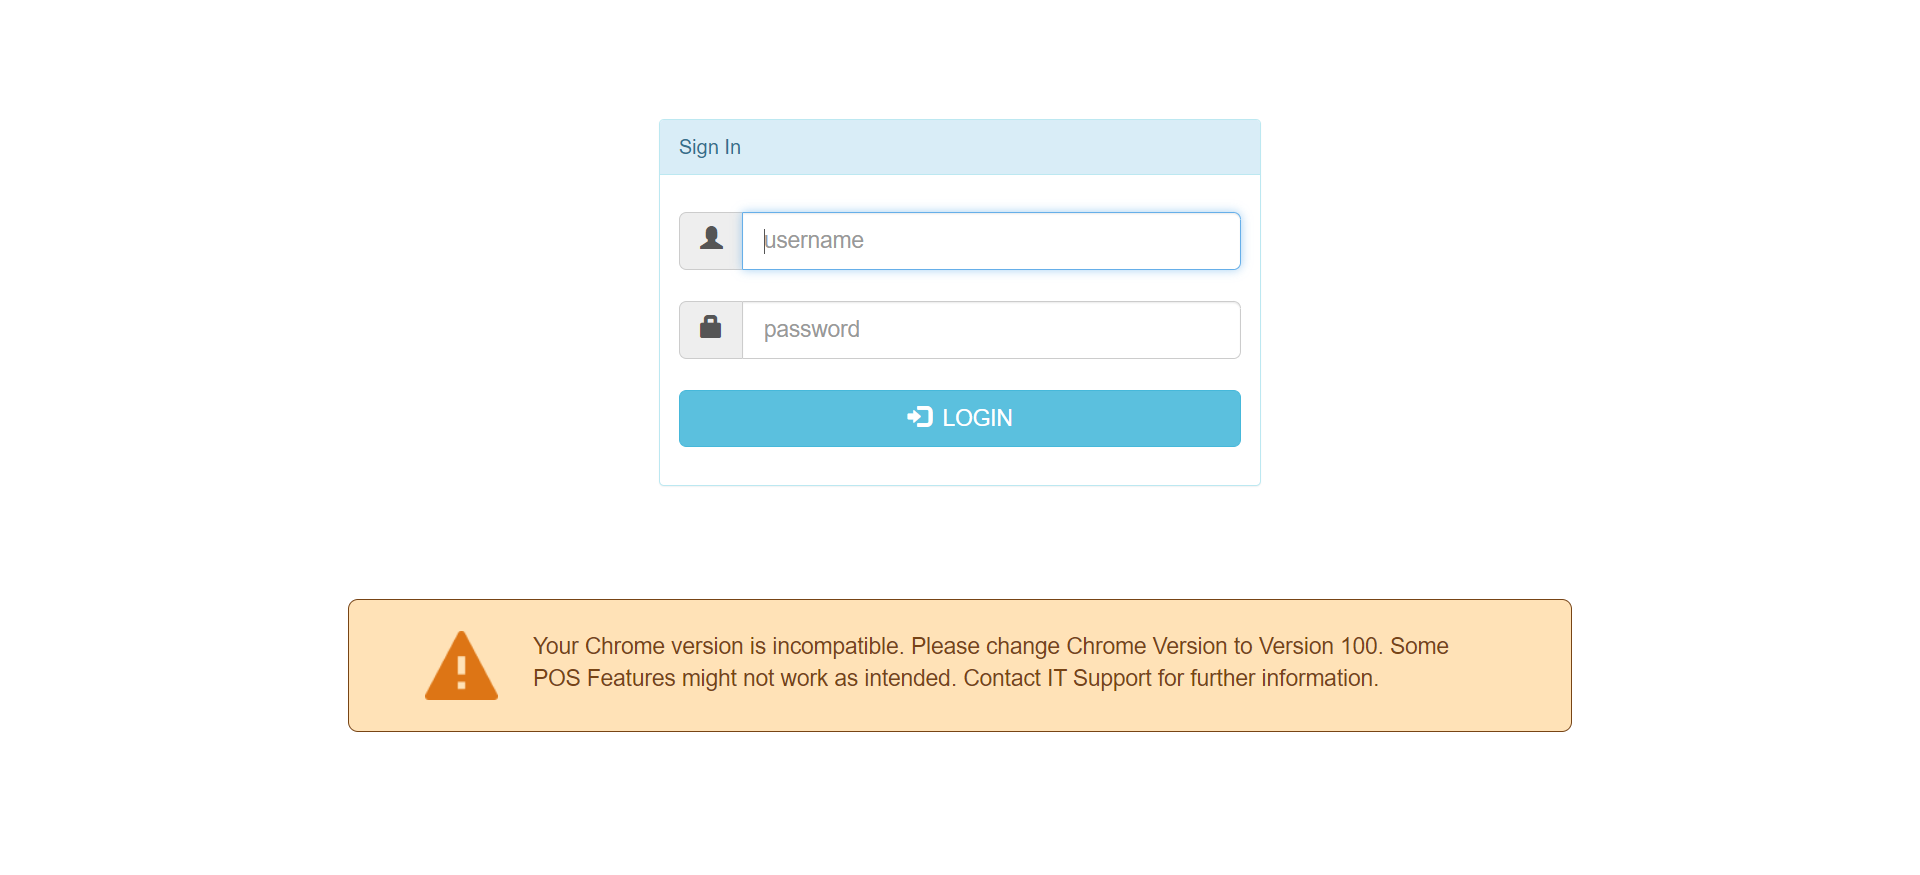 Sign In
username
password
LOGIN
Your Chrome version is incompatible. Please change Chrome Version to Version 100. Some
POS Features might not work as intended. Contact IT Support for further information.